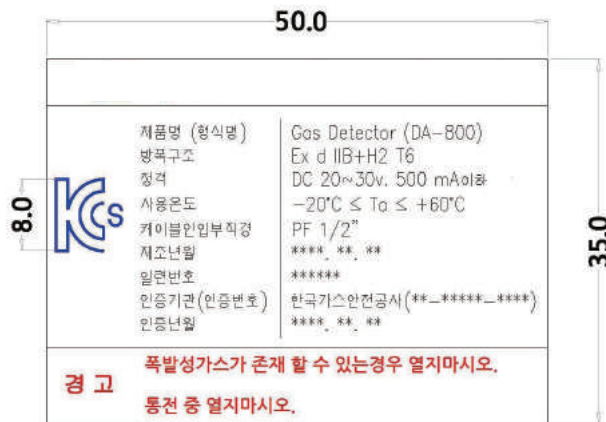 50.0
제품명 (형식명) Gas Detector (DA-800)
방폭구조 Ex d IIB+H2 T6
정격 DC 20~30v. 500 mA이하
사용온도 -20°C ≤ Ta ≤ +60°C
케이블인입부직경 PF 1/2"
제조년월 ****. **. **
일련번호 ******
인증기관(인증번호) 한국가스안전공사(**-*****-****)
인증년월 ****. **. **
8.0
KCs
35.0
경 고
폭발성가스가 존재 할 수 있는경우 열지마시오.
통전 중 열지마시오.